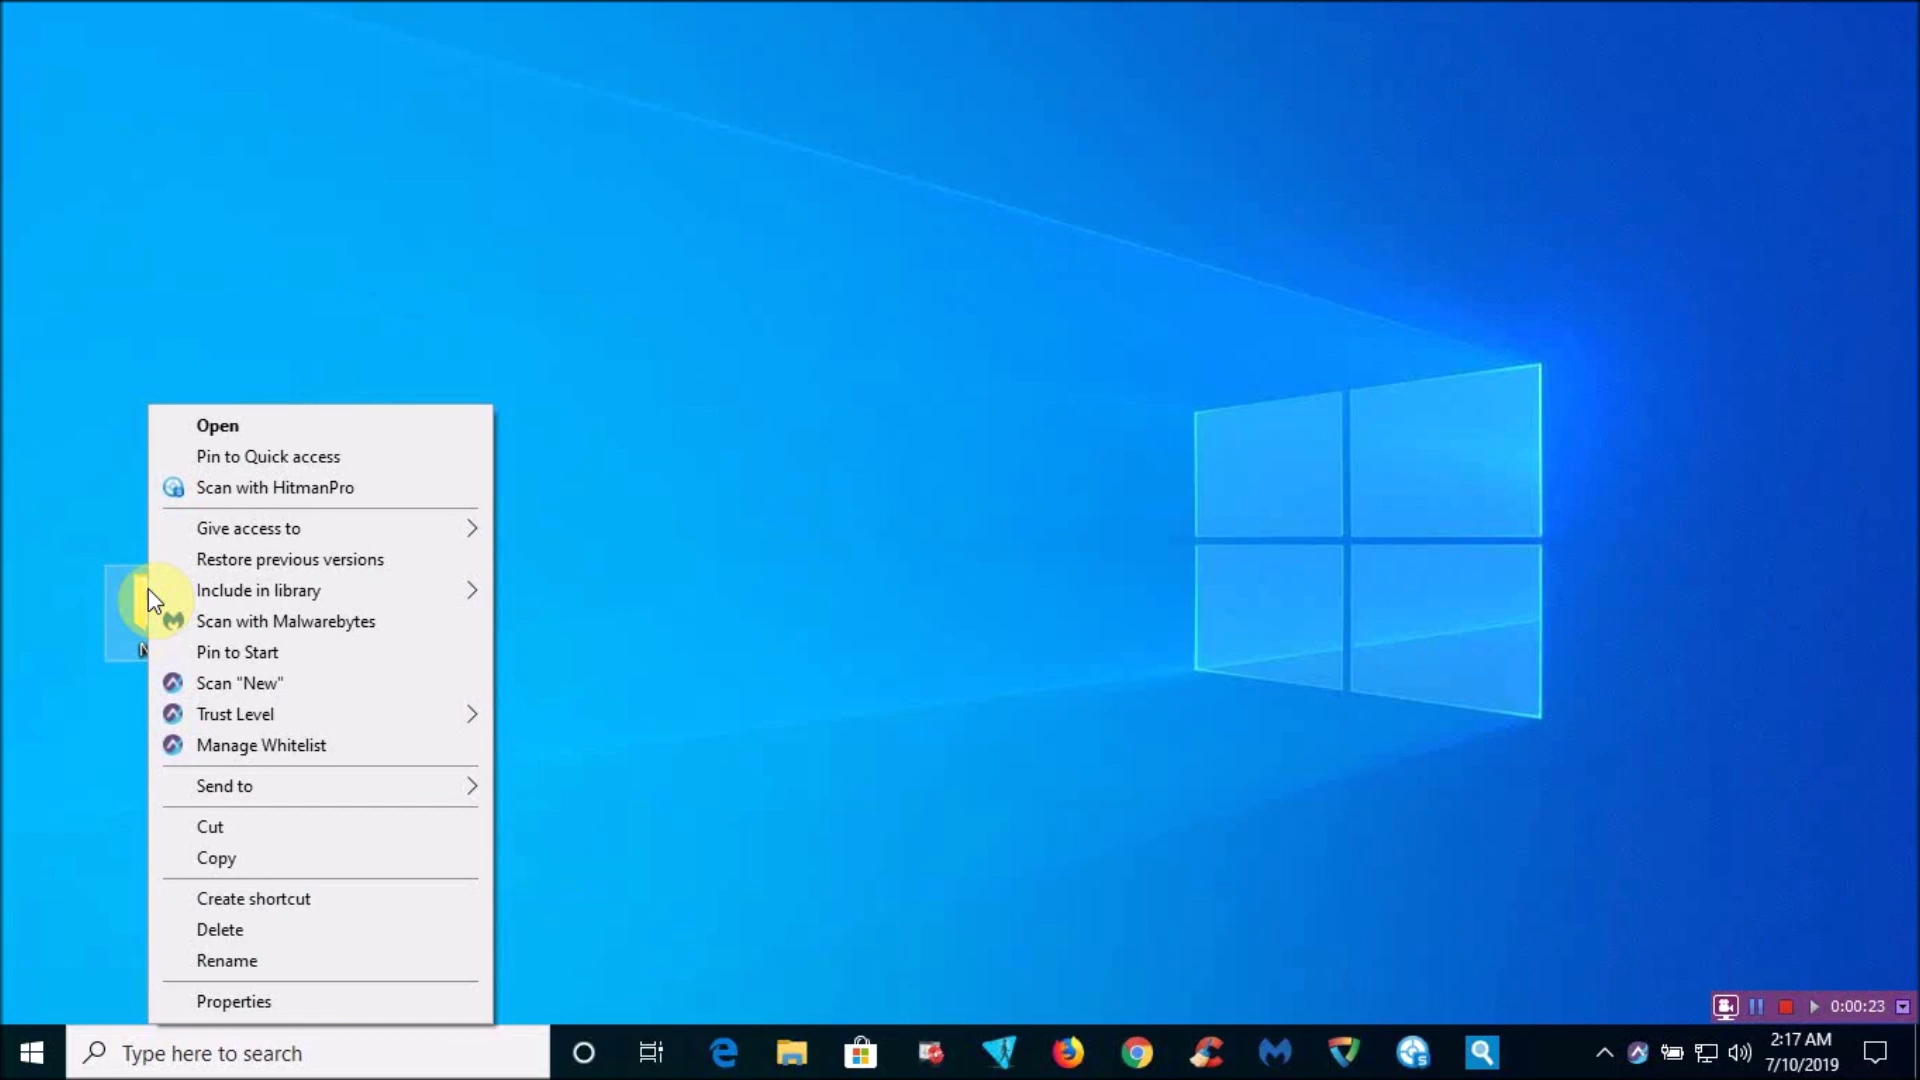 Open
Pin to Quick access
Scan with HitmanPro
Give access to
Restore previous versions
Include in library
Scan with Malwarebytes
Pin to Start
Scan "New"
Trust Level
Manage Whitelist
Send to
Cut
Copy
Create shortcut
Delete
Rename
Properties
0:00:23
Type here to search
2:17 AM
7/10/2019